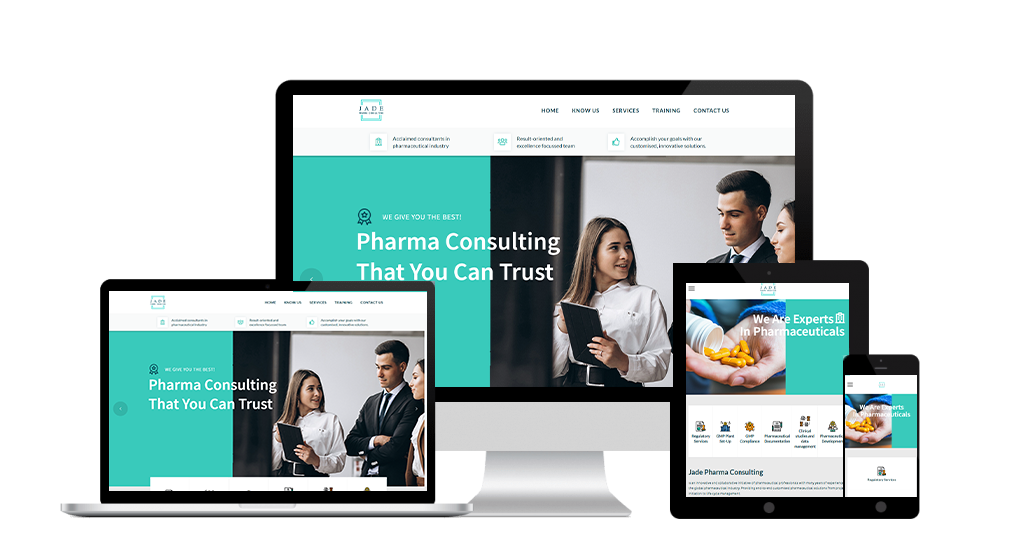 JADE
HOME KNOW US SERVICES TRAINING CONTACT US
Acclaimed consultants in
pharmaceutical industry
Result-oriented and
excellence focussed team
Accomplish your goals with our
customised, innovative solutions.
WE GIVE YOU THE BEST!
Pharma Consulting
That You Can Trust
JADE
HOME KNOW US SERVICES TRAINING CONTACT US
Acclaimed consultants in
pharmaceutical industry
Result-oriented and
excellence focussed team
Accomplish your goals with our
customised, innovative solutions
WE GIVE YOU THE BEST!
Pharma Consulting
That You Can Trust
JADE
We Are Experts
In Pharmaceuticals
Regulatory
Services
GMP Plant
Set-Up
GMP
Compliance
Pharmaceutical
Documentation
Clinical
studies and
data
management
Pharmaceutical
Development
Jade Pharma Consulting
We Are Experts
In Pharmaceuticals
Regulatory Services